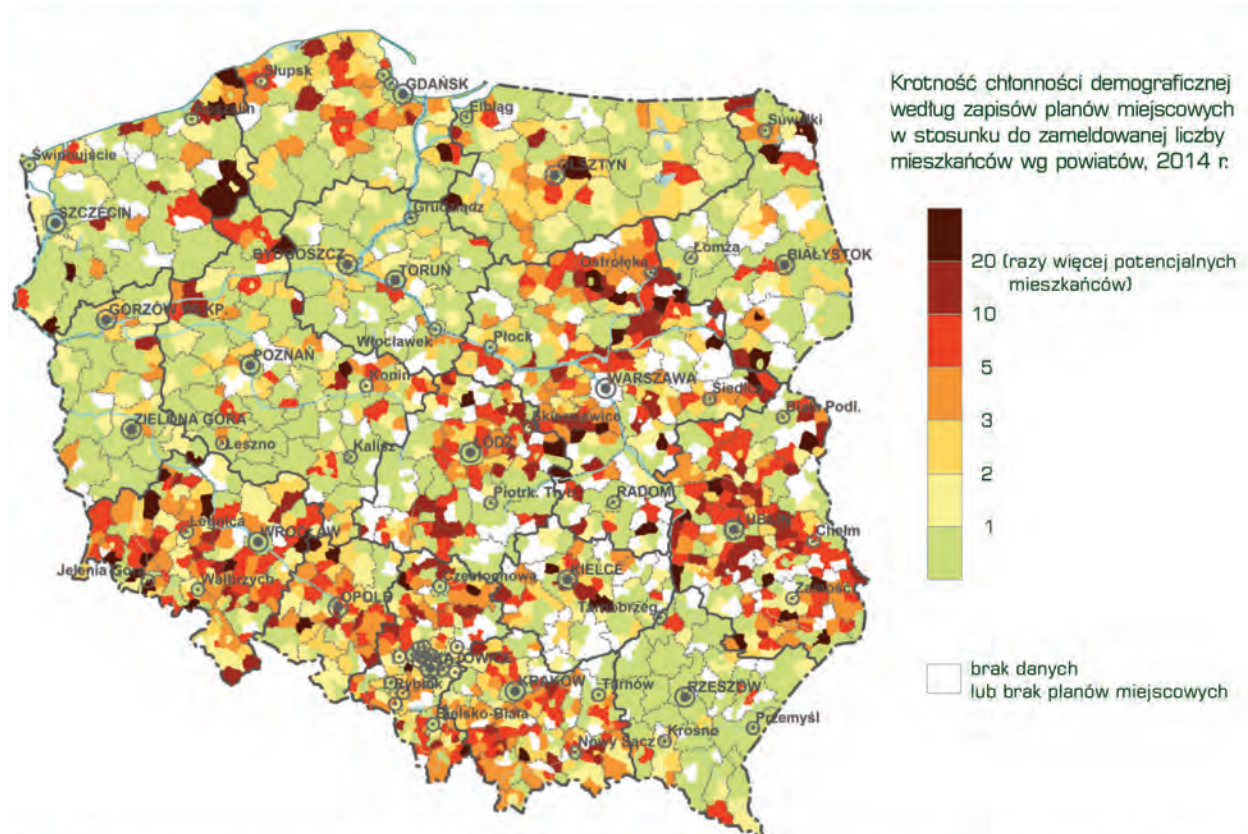 Krotność chłonności demograficznej
według zapisów planów miejscowych
w stosunku do zameldowanej liczby
mieszkańców wg powiatów, 2014 r.
20 (razy więcej potencjalnych
mieszkańców)
10
5
3
2
1
brak danych
lub brak planów miejscowych
Słupsk
GDAŃSK
Elbląg
Suwałki
Świnoujście
OLSZTYN
SZCZECIN
Grudziądz
BYDGOSZCZ
Ostrołęka
Łomża
BIAŁYSTOK
TORUŃ
GORZÓW WLKP.
Włocławek
Płock
POZNAŃ
Konin
WARSZAWA
Siedlce
Biała Podl.
ZIELONA GÓRA
Skierniewice
Leszno
Kalisz
ŁÓDŹ
Piotrk. Tryb.
RADOM
LUBLIN
Legnica
WROCŁAW
Chełm
Jelenia Góra
Wałbrzych
Częstochowa
KIELCE
Zamość
OPOLE
Tarnobrzeg
KATOWICE
Rybnik
KRAKÓW
Tarnów
RZESZÓW
Bielsko-Biała
Przemyśl
Nowy Sącz
Krosno